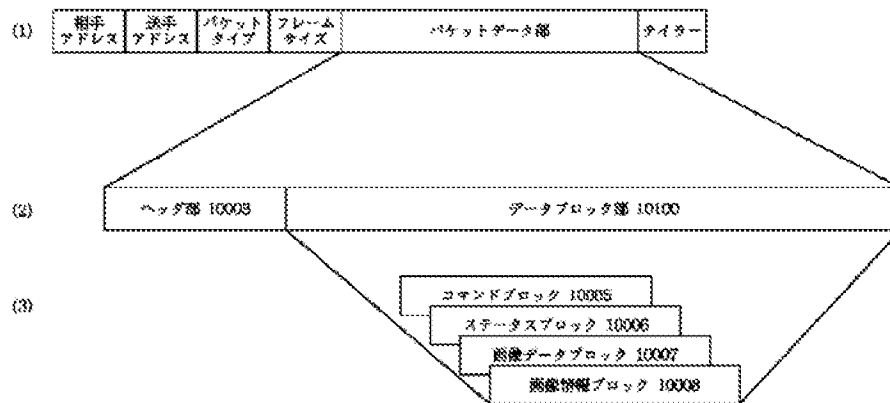 (1)
相手
アドレス
送手
アドレス
パケット
タイプ
フレーム
サイズ
パケットデータ部
テイラー
(2)
ヘッダ部 10003
データブロック部 10100
(3)
コマンドブロック 10005
ステータスブロック 10006
画像データブロック 10007
画像情報ブロック 10008